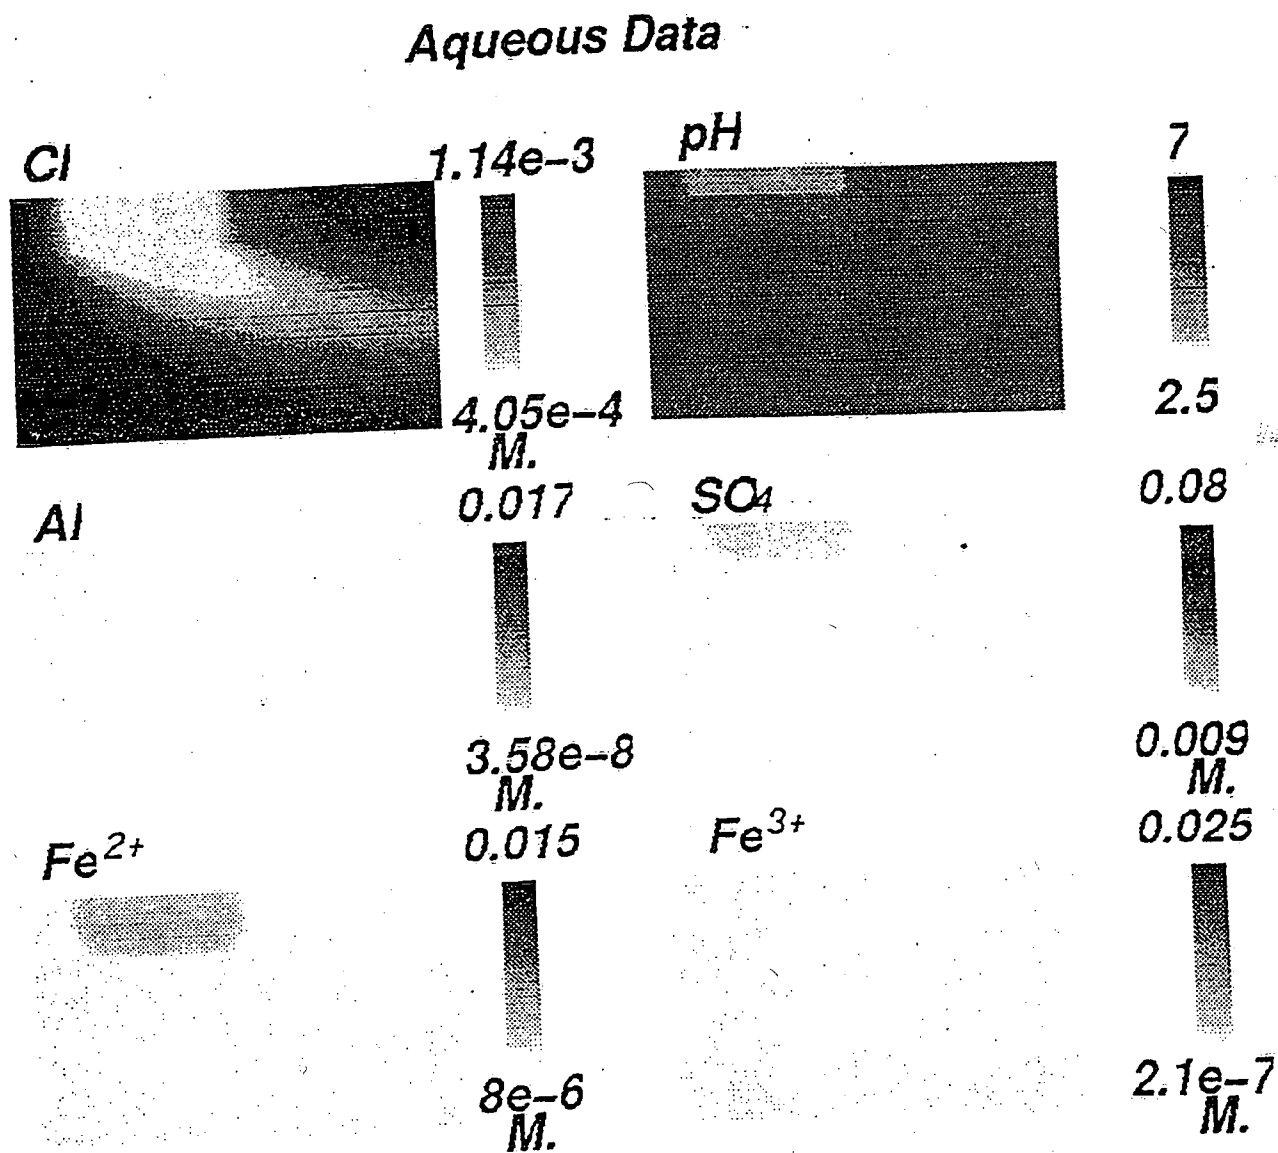 Aqueous Data
Cl
1.14e-3
4.05e-4
M.
pH
7
2.5
Al
0.017
3.58e-8
M.
SO4
0.08
0.009
M.
Fe2+
0.015
8e-6
M.
Fe3+
0.025
2.1e-7
M.